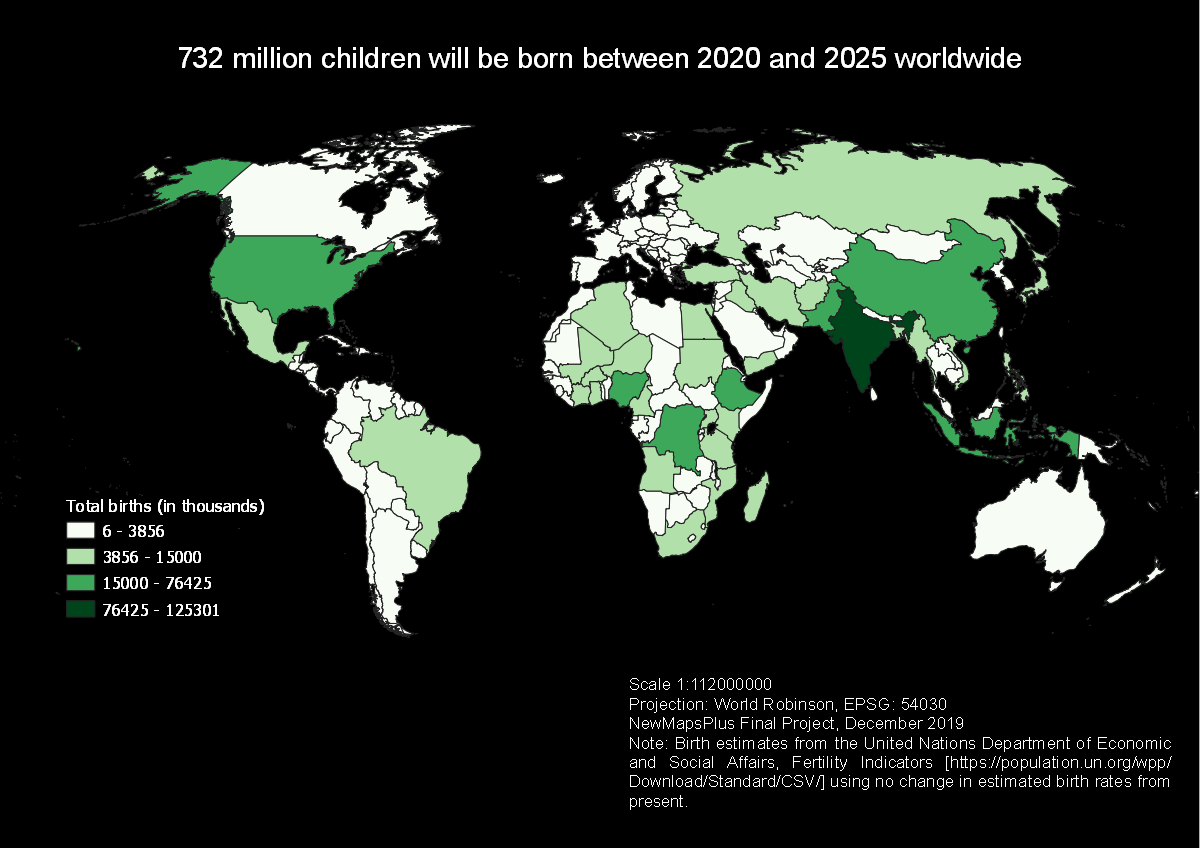 732 million children will be born between 2020 and 2025 worldwide
Total births (in thousands)
6 - 3856
3856 - 15000
15000 - 76425
76425 - 125301
Scale 1:112000000
Projection: World Robinson, EPSG: 54030
NewMapsPlus Final Project, December 2019
Note: Birth estimates from the United Nations Department of Economic
and Social Affairs, Fertility Indicators [https://population.un.org/wpp/
Download/Standard/CSV/] using no change in estimated birth rates from
present.